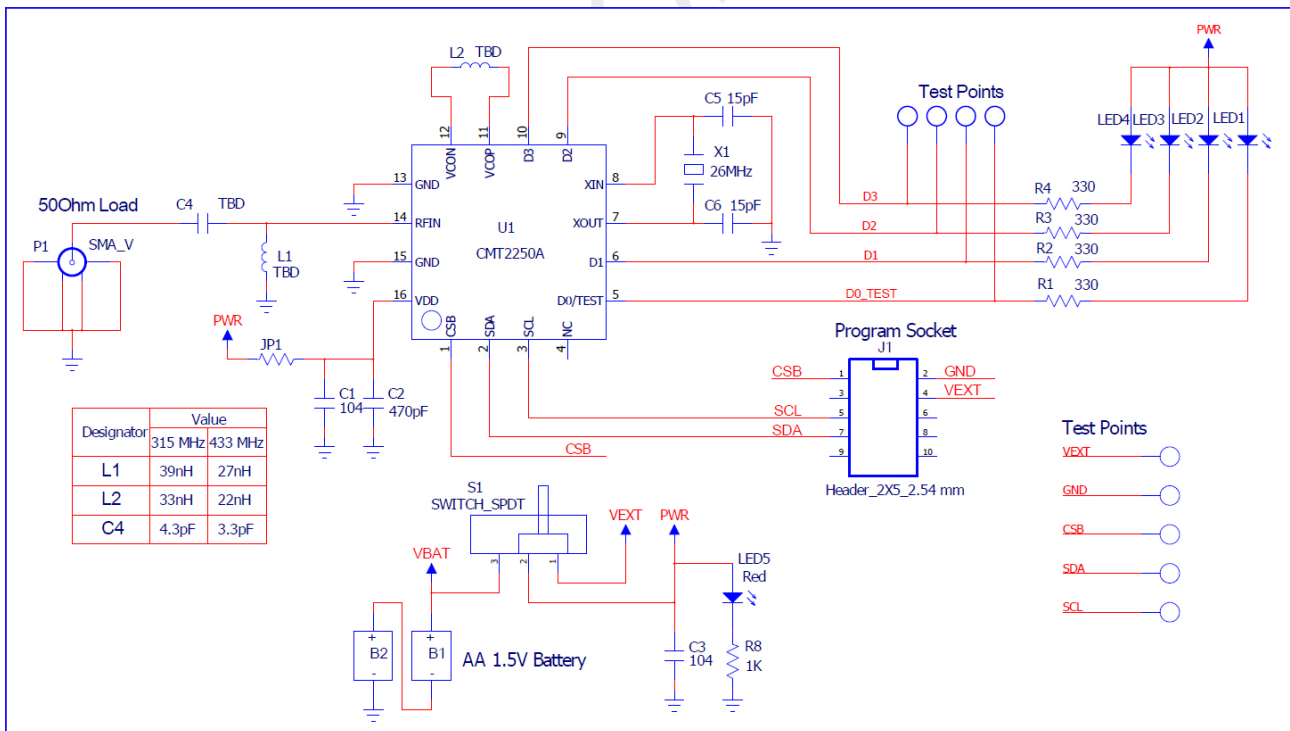 PWR
L2 TBD
Test Points
C5 15pF
12
11
10
9
VCON
VCOP
D3
D2
LED4
LED3
LED2
LED1
X1
26MHz
13
GND
XIN
8
50Ohm Load
C4
TBD
D3
R4
330
P1
SMA_V
14
RFIN
U1
CMT2250A
XOUT
7
C6 15pF
D2
R3
330
L1
TBD
15
GND
D1
6
D1
R2
330
16
VDD
D0/TEST
5
D0_TEST
R1
330
PWR
JP1
CSB
SDA
SCL
NC
1
2
3
4
Program Socket
J1
CSB
1
2
GND
3
4
VEXT
SCL
5
6
SDA
7
8
9
10
Header_2X5_2.54 mm
C1
104
C2
470pF
CSB
Designator
Value
315 MHz
433 MHz
L1
39nH
27nH
L2
33nH
22nH
C4
4.3pF
3.3pF
Test Points
VEXT
GND
CSB
SDA
SCL
S1
SWITCH_SPDT
3
2
1
VBAT
VEXT
PWR
LED5
Red
+
B2
-
+
B1
-
AA 1.5V Battery
C3
104
R8
1K